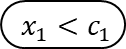 x₁ < c₁